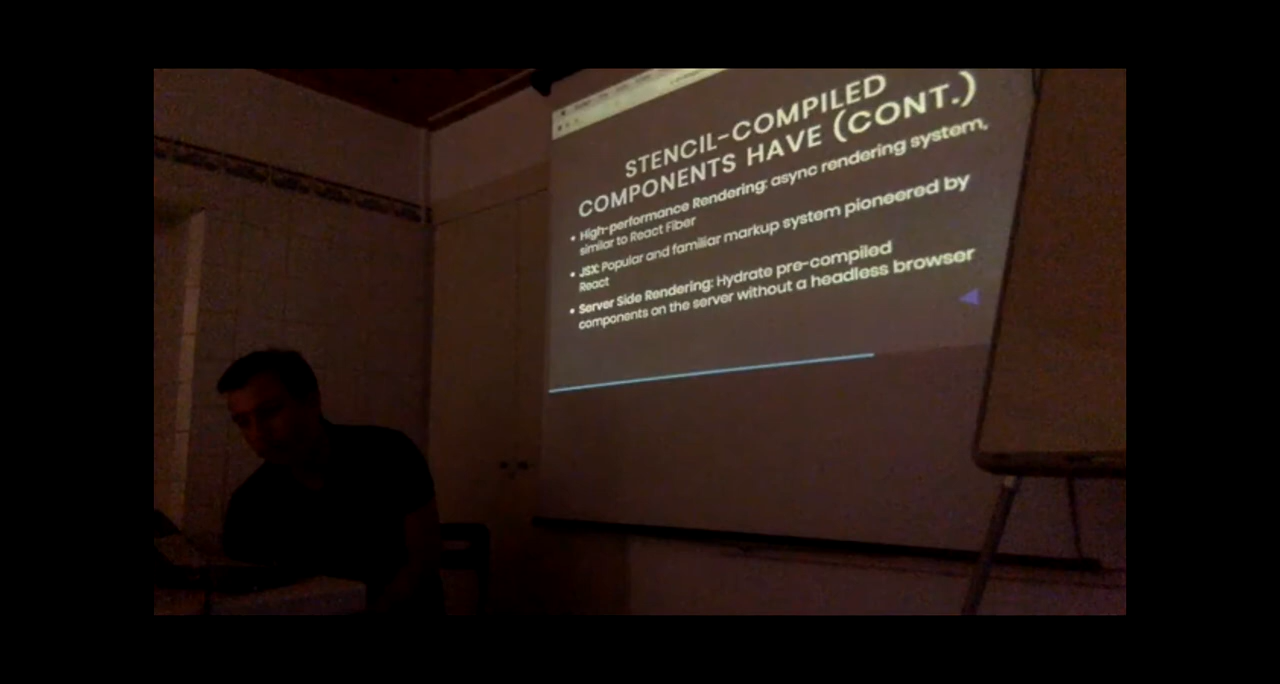 STENCIL-COMPILED
COMPONENTS HAVE (CONT.)
• High-performance Rendering: async rendering system,
similar to React Fiber
• JSX: Popular and familiar markup system pioneered by
React
• Server Side Rendering: Hydrate pre-compiled
components on the server without a headless browser